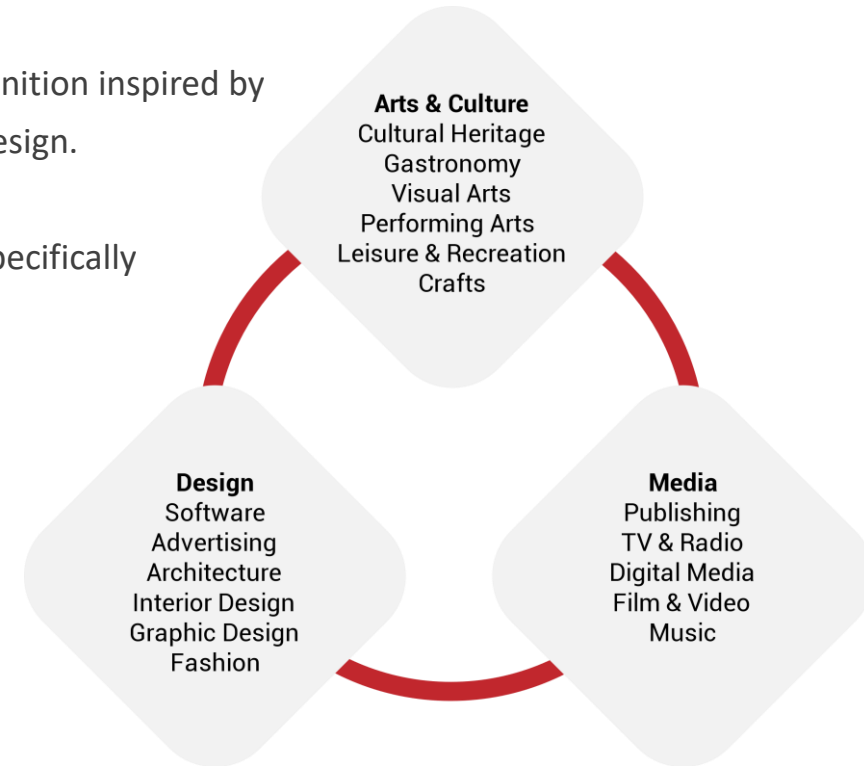 nition inspired by
esign.
pecifically
Arts & Culture
Cultural Heritage
Gastronomy
Visual Arts
Performing Arts
Leisure & Recreation
Crafts
Design
Software
Advertising
Architecture
Interior Design
Graphic Design
Fashion
Media
Publishing
TV & Radio
Digital Media
Film & Video
Music